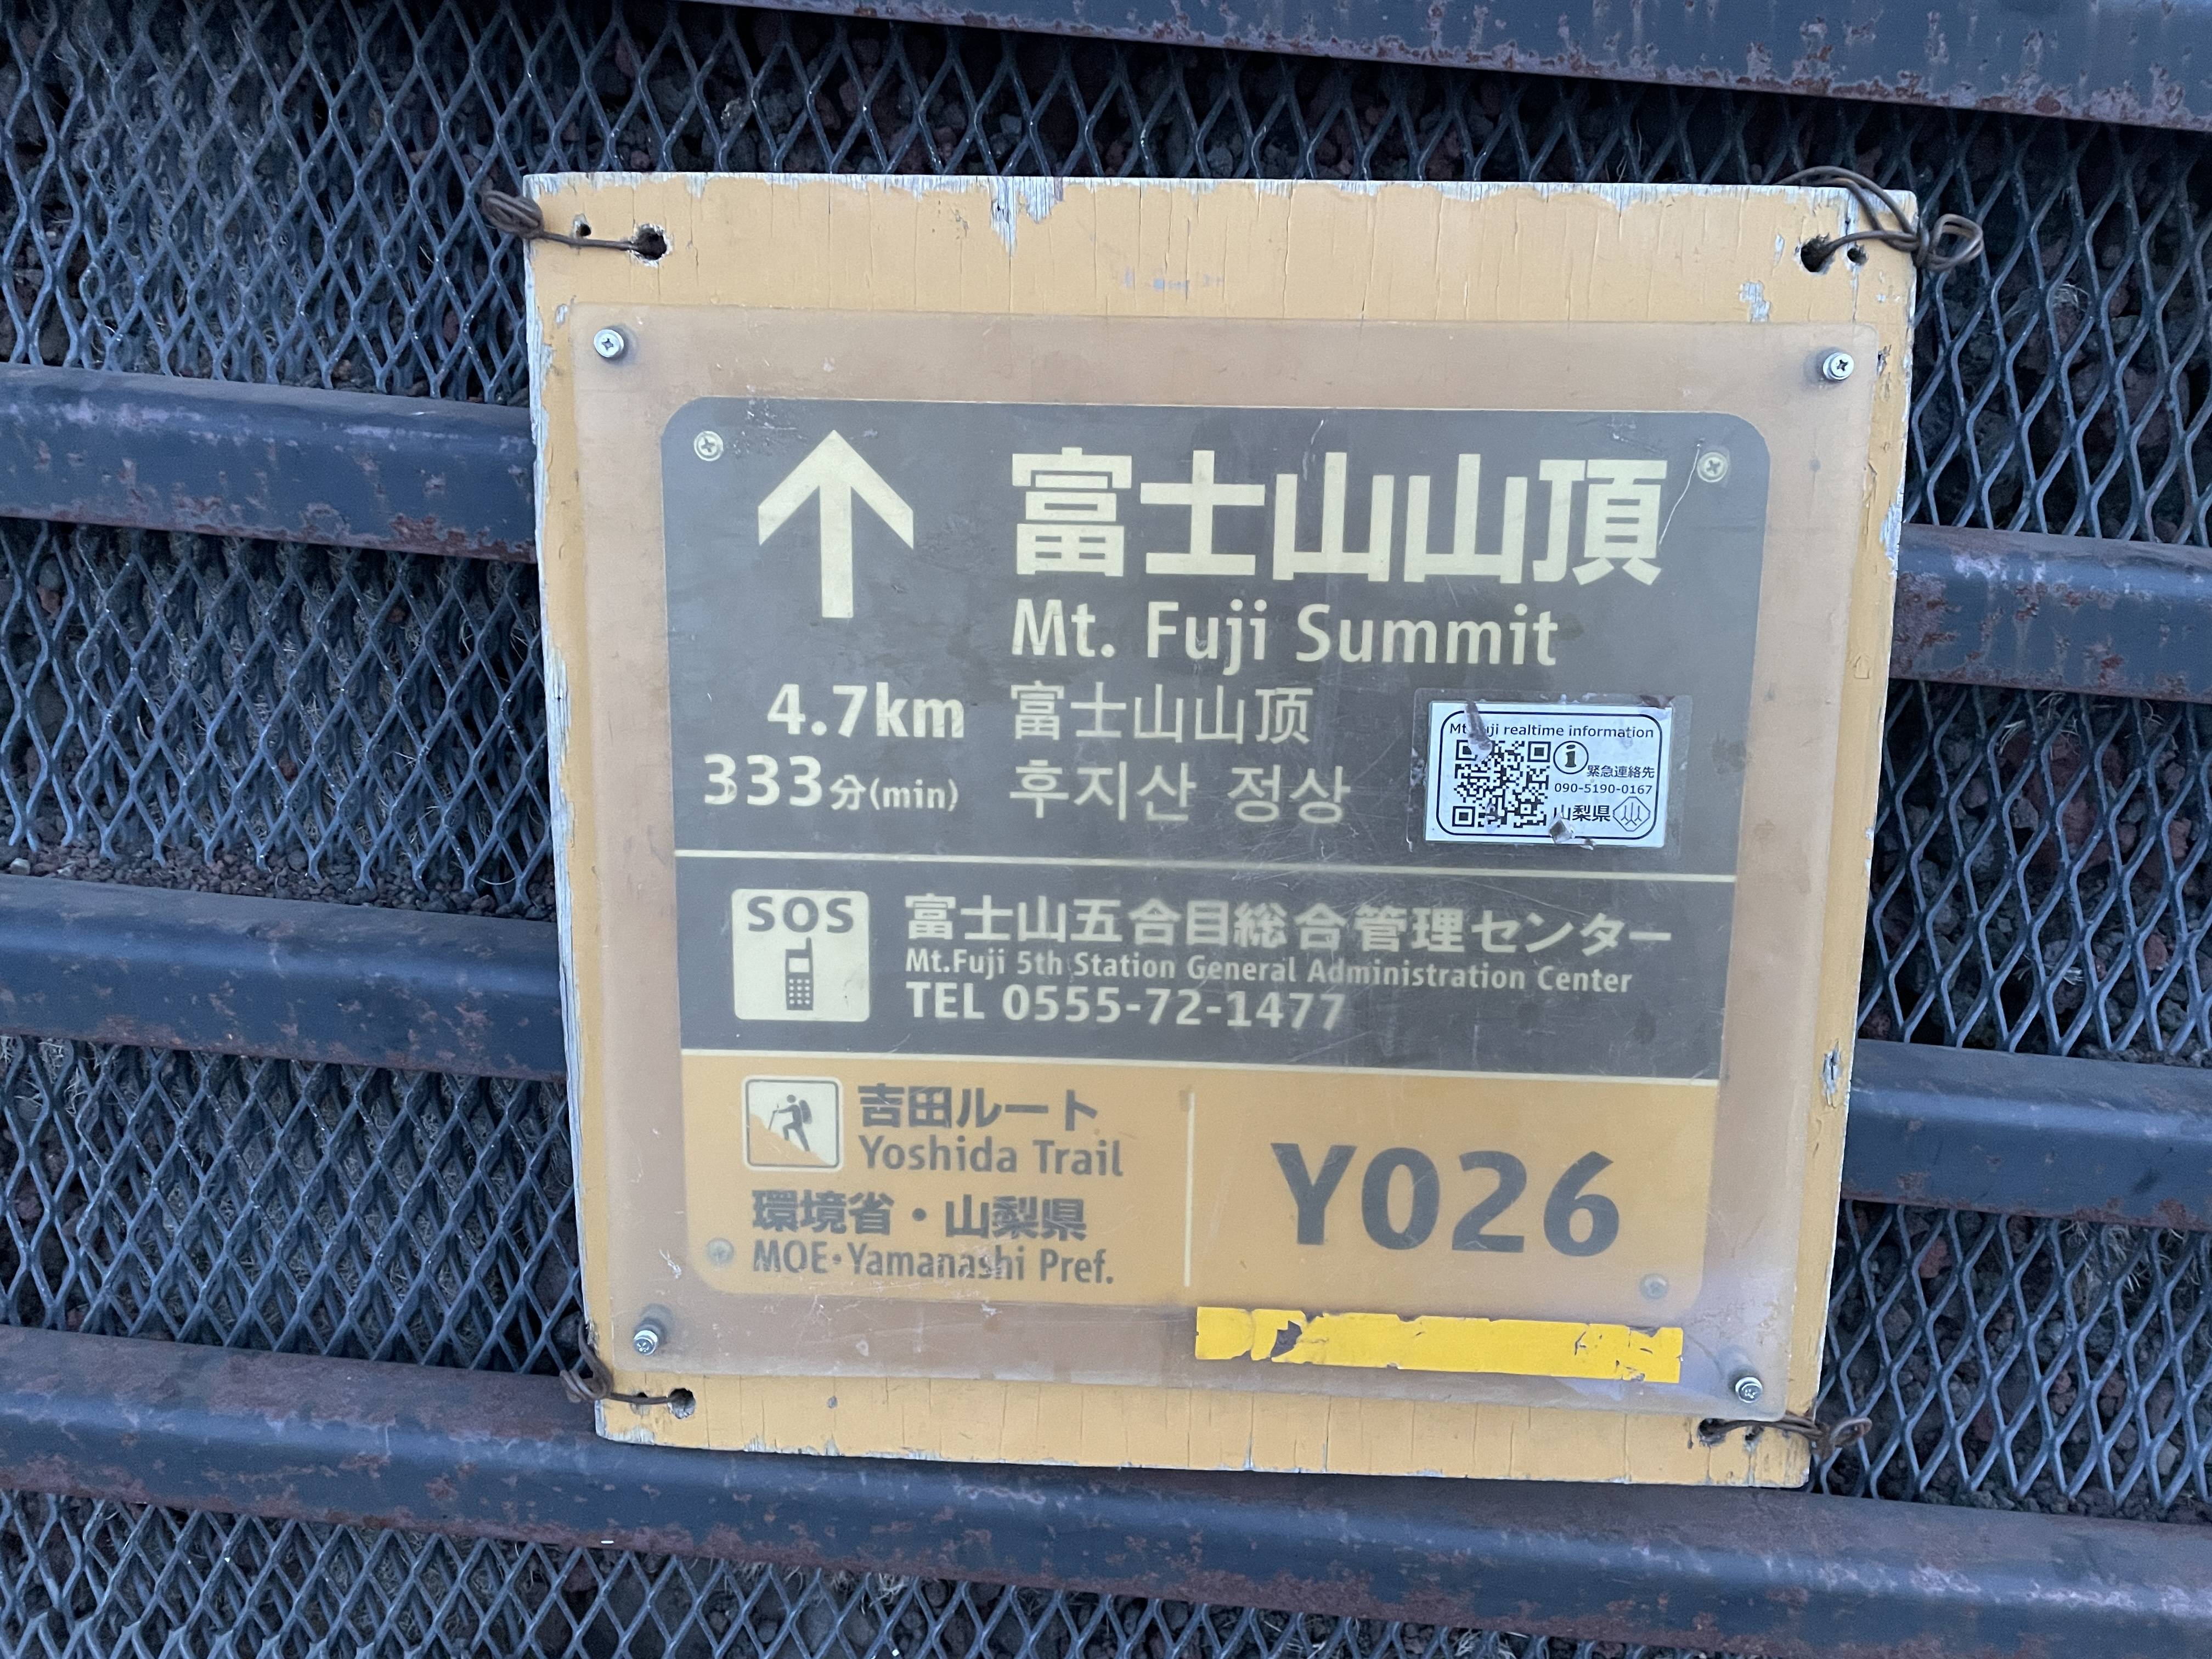 富士山山頂
Mt. Fuji Summit
4.7km 富士山山顶
333分(min) 후지산 정상
Mt.Fuji realtime information
緊急連絡先
090-5190-0167
山梨県
SOS
富士山五合目総合管理センター
Mt.Fuji 5th Station General Administration Center
TEL 0555-72-1477
吉田ルート
Yoshida Trail
環境省・山梨県
MOE・Yamanashi Pref.
Y026